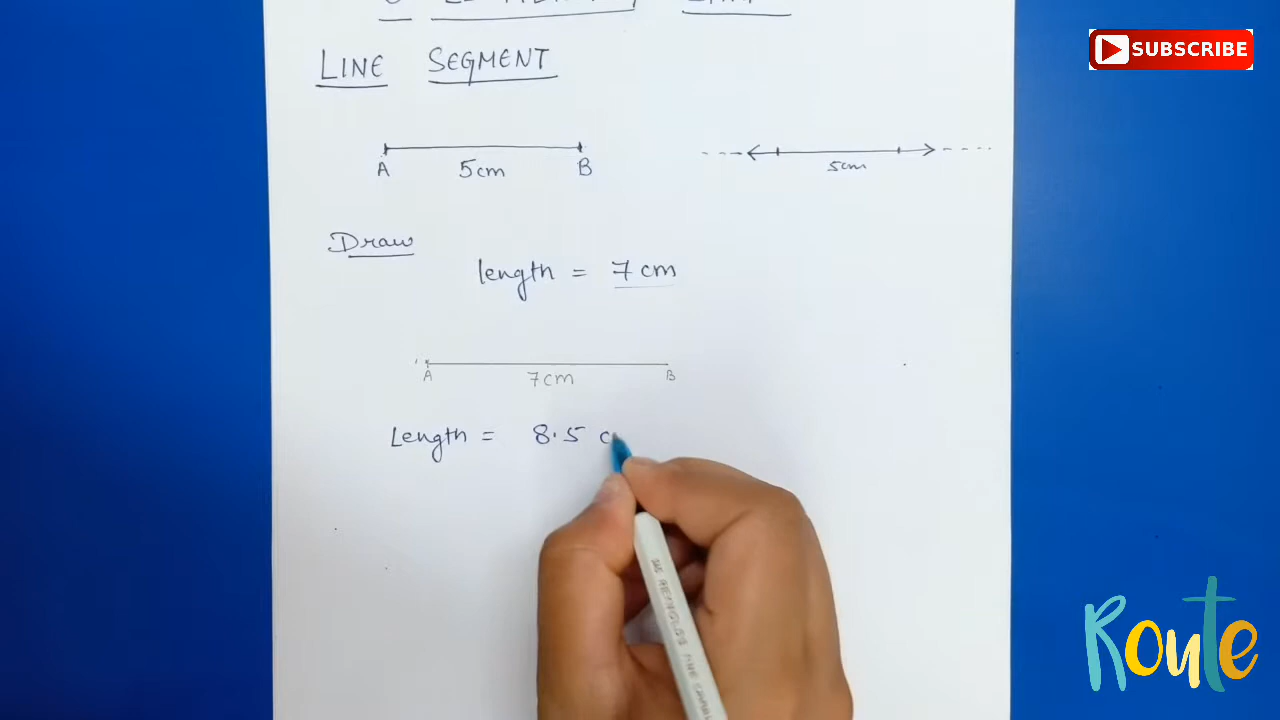 LINE SEGMENT
A 5cm B
5cm
Draw
length = 7 cm
A 7cm B
Length = 8.5 c
SUBSCRIBE
Route